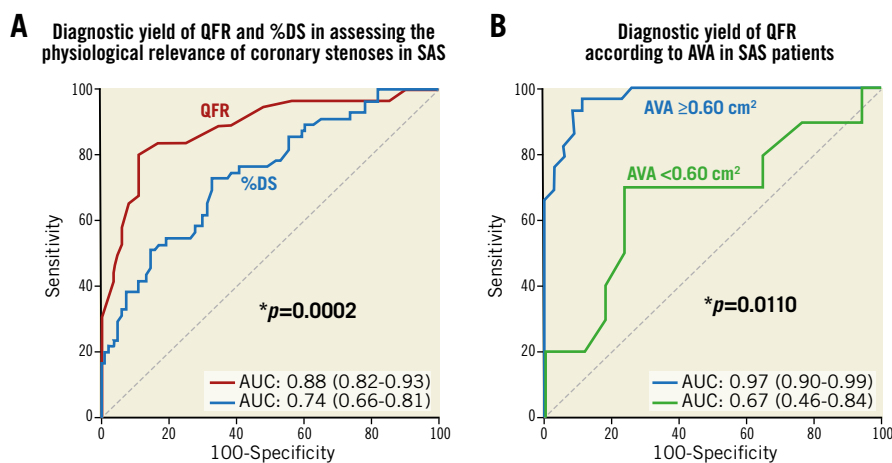 A
Diagnostic yield of QFR and %DS in assessing the
physiological relevance of coronary stenoses in SAS
100
80
60
40
20
0
Sensitivity
QFR
%DS
*p=0.0002
AUC: 0.88 (0.82-0.93)
AUC: 0.74 (0.66-0.81)
0
20
40
60
80
100
100-Specificity
B
Diagnostic yield of QFR
according to AVA in SAS patients
100
80
60
40
20
0
Sensitivity
AVA ≥0.60 cm²
AVA <0.60 cm²
*p=0.0110
AUC: 0.97 (0.90-0.99)
AUC: 0.67 (0.46-0.84)
0
20
40
60
80
100
100-Specificity